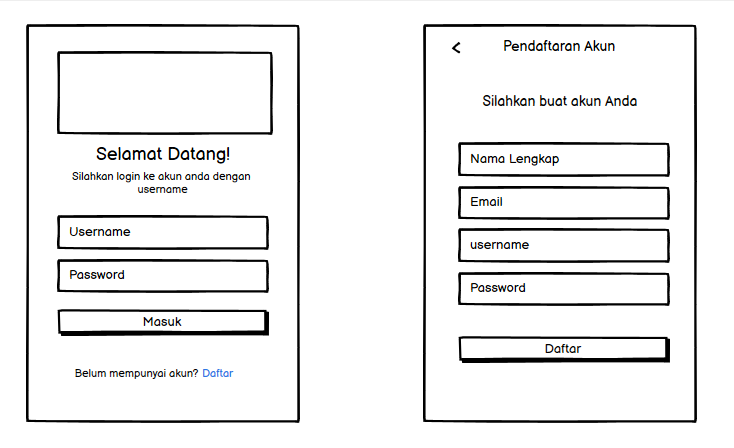 Selamat Datang!
Silahkan login ke akun anda dengan
username
Username
Password
Masuk
Belum mempunyai akun? Daftar
Pendaftaran Akun
Silahkan buat akun Anda
Nama Lengkap
Email
username
Password
Daftar